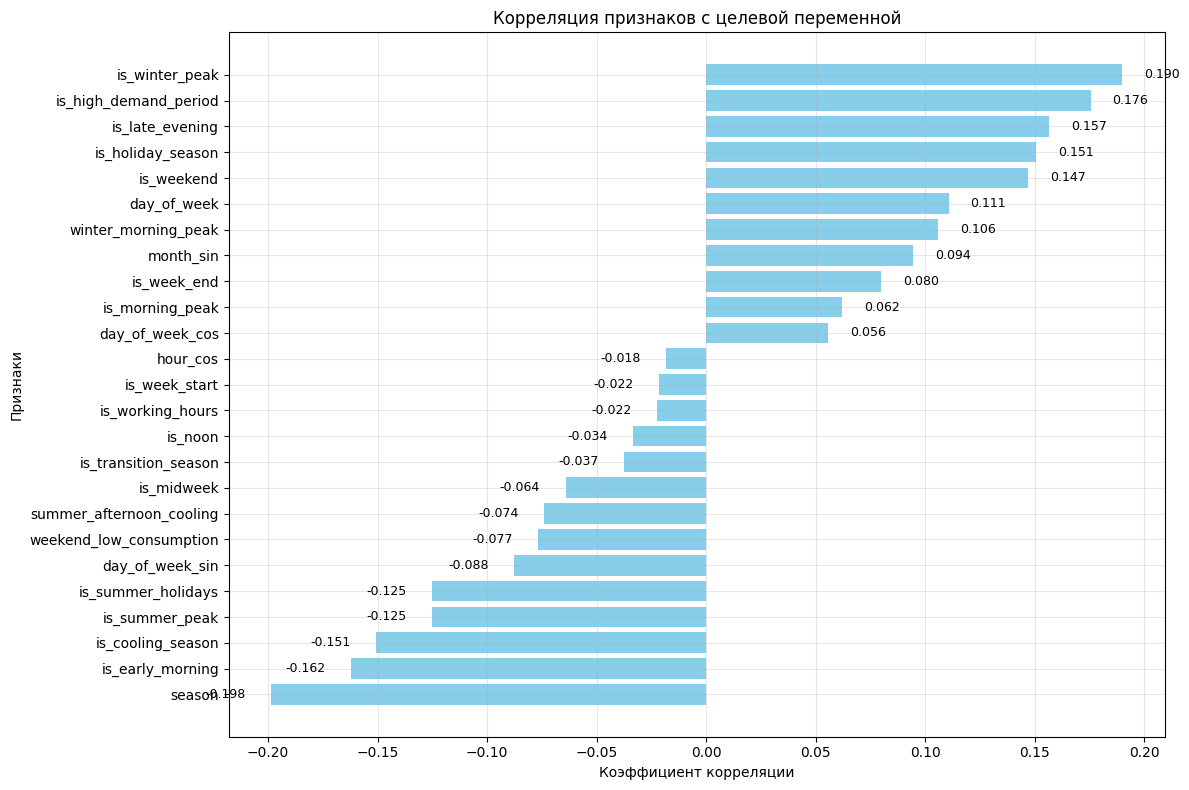 Корреляция признаков с целевой переменной
Признаки
is_winter_peak 0.190
is_high_demand_period 0.176
is_late_evening 0.157
is_holiday_season 0.151
is_weekend 0.147
day_of_week 0.111
winter_morning_peak 0.106
month_sin 0.094
is_week_end 0.080
is_morning_peak 0.062
day_of_week_cos 0.056
hour_cos -0.018
is_week_start -0.022
is_working_hours -0.022
is_noon -0.034
is_transition_season -0.037
is_midweek -0.064
summer_afternoon_cooling -0.074
weekend_low_consumption -0.077
day_of_week_sin -0.088
is_summer_holidays -0.125
is_summer_peak -0.125
is_cooling_season -0.151
is_early_morning -0.162
season -0.198
−0.20 −0.15 −0.10 −0.05 0.00 0.05 0.10 0.15 0.20
Коэффициент корреляции